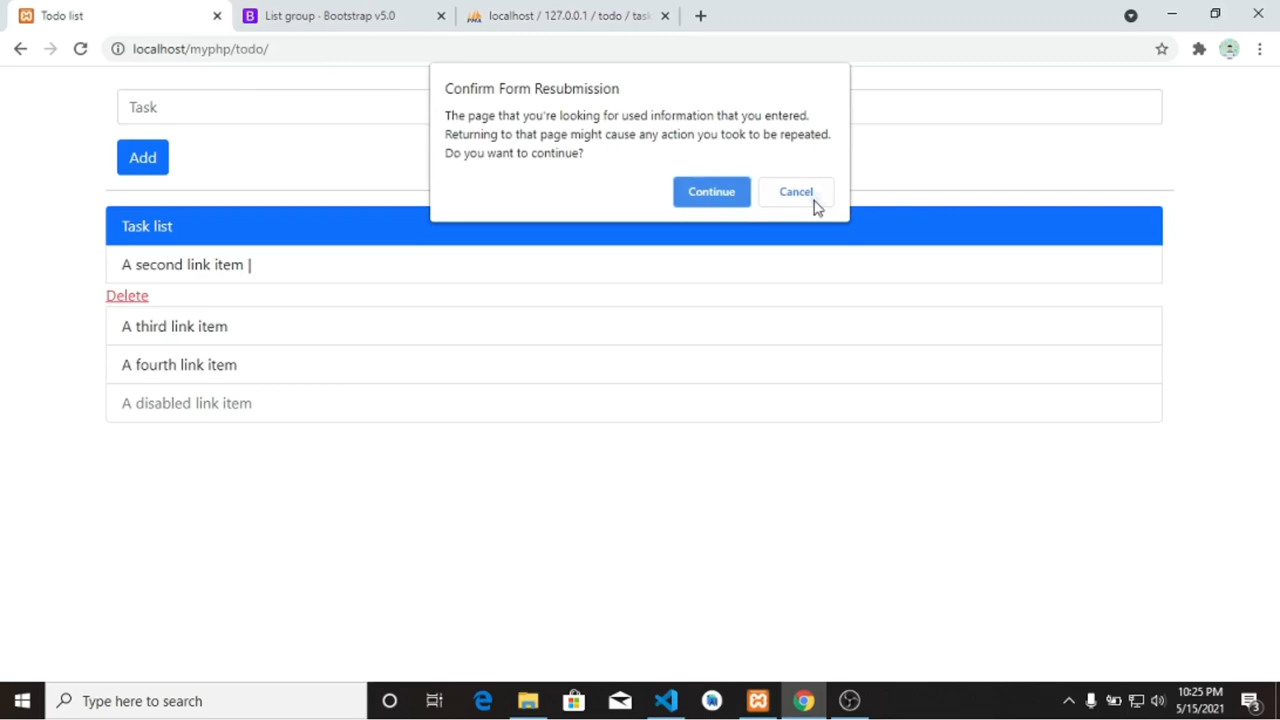 Todo list
List group · Bootstrap v5.0
localhost / 127.0.0.1 / todo / task
localhost/myphp/todo/
Confirm Form Resubmission
The page that you're looking for used information that you entered.
Returning to that page might cause any action you took to be repeated.
Do you want to continue?
Continue
Cancel
Task
Add
Task list
A second link item |
Delete
A third link item
A fourth link item
A disabled link item
Type here to search
10:25 PM
5/15/2021
3